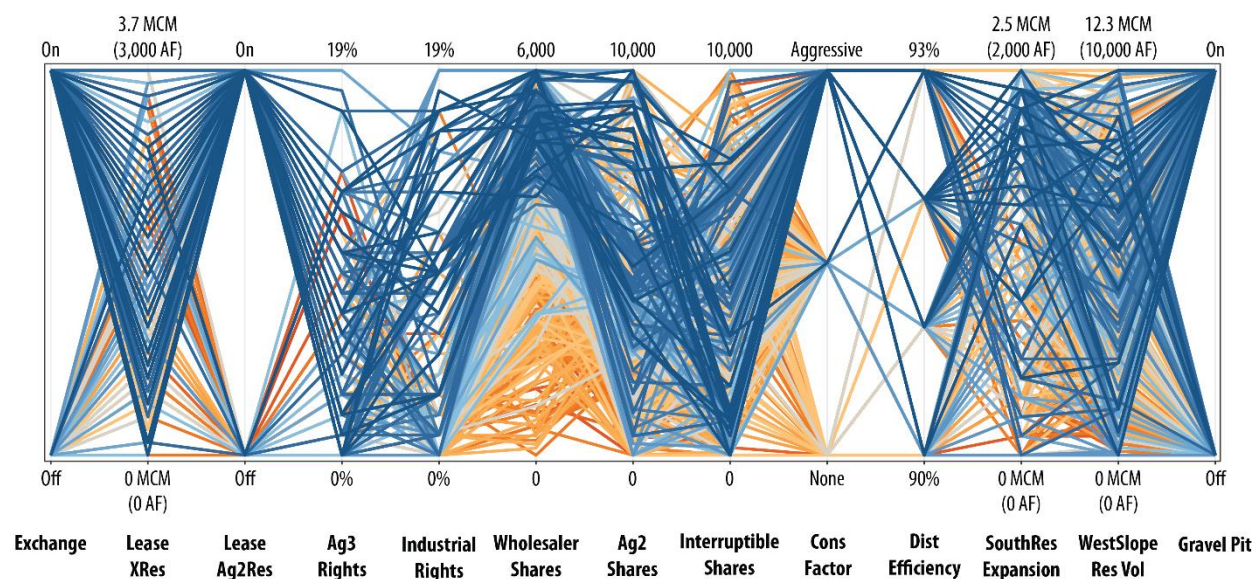 3.7 MCM 2.5 MCM 12.3 MCM
On (3,000 AF) On 19% 19% 6,000 10,000 10,000 Aggressive 93% (2,000 AF) (10,000 AF) On
Off 0 MCM Off 0% 0% 0 0 0 None 90% 0 MCM 0 MCM Off
(0 AF) (0 AF) (0 AF)
Exchange Lease Lease Ag3 Industrial Wholesaler Ag2 Interruptible Cons Dist SouthRes WestSlope Gravel Pit
XRes Ag2Res Rights Rights Shares Shares Shares Factor Efficiency Expansion Res Vol